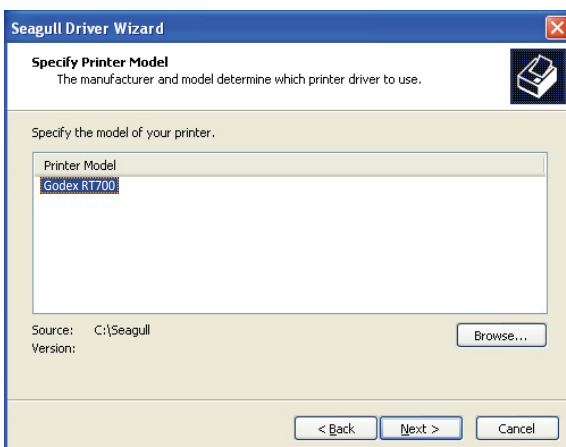 Seagull Driver Wizard
Specify Printer Model
The manufacturer and model determine which printer driver to use.
Specify the model of your printer.
Printer Model
Godex RT700
Source: C:\Seagull
Browse...
Version:
< Back Next > Cancel